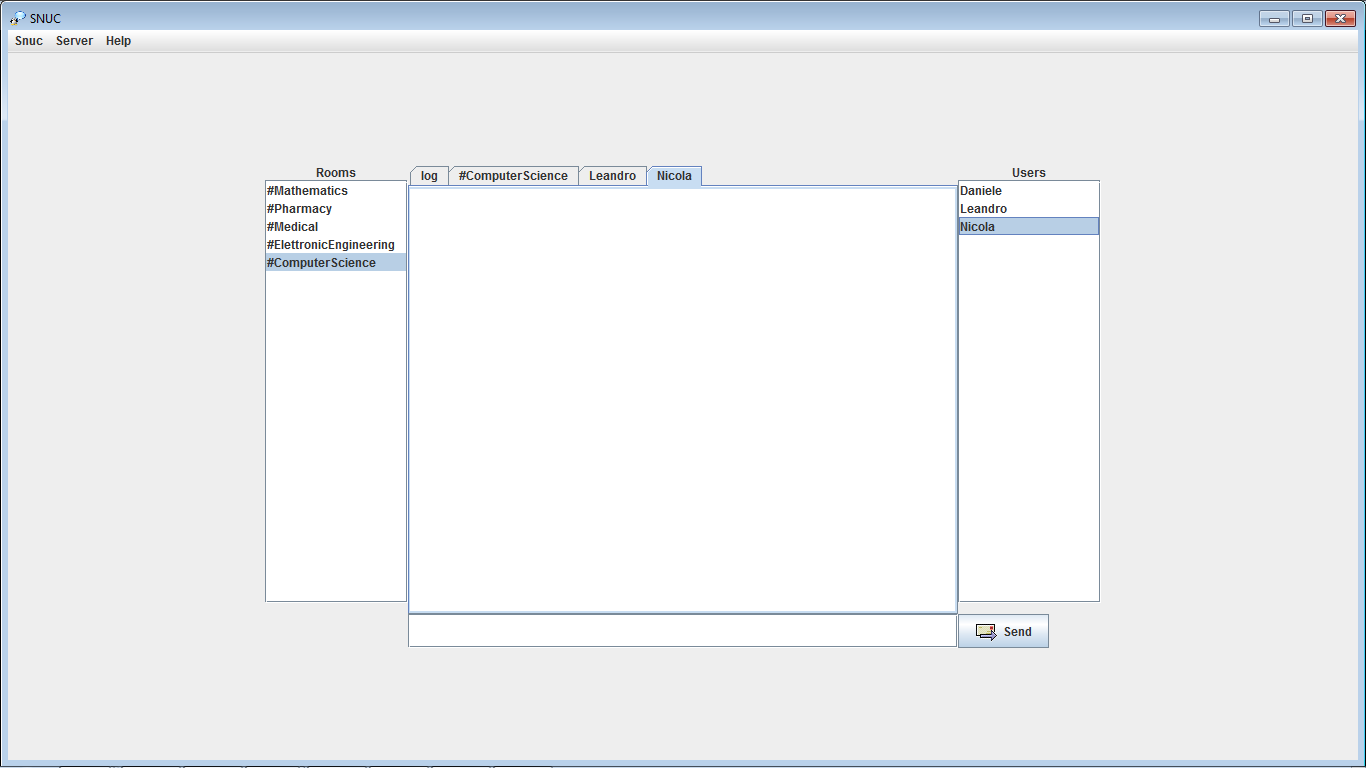 SNUC
Snuc Server Help
Rooms
#Mathematics
#Pharmacy
#Medical
#ElettronicEngineering
#ComputerScience
log #ComputerScience Leandro Nicola
Users
Daniele
Leandro
Nicola
Send